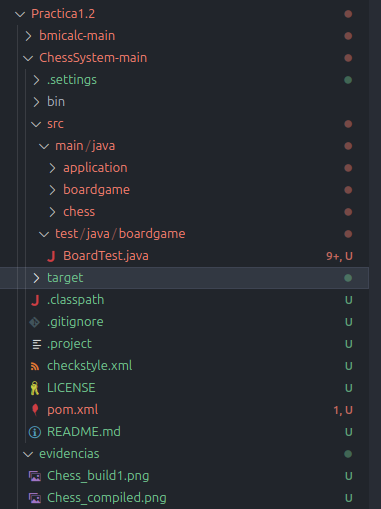 Practica1.2
bmicalc-main
ChessSystem-main
.settings
bin
src
main/java
application
boardgame
chess
test/java/boardgame
BoardTest.java 9+, U
target
.classpath U
.gitignore U
.project U
checkstyle.xml U
LICENSE U
pom.xml 1, U
README.md U
evidencias
Chess_build1.png U
Chess_compiled.png U